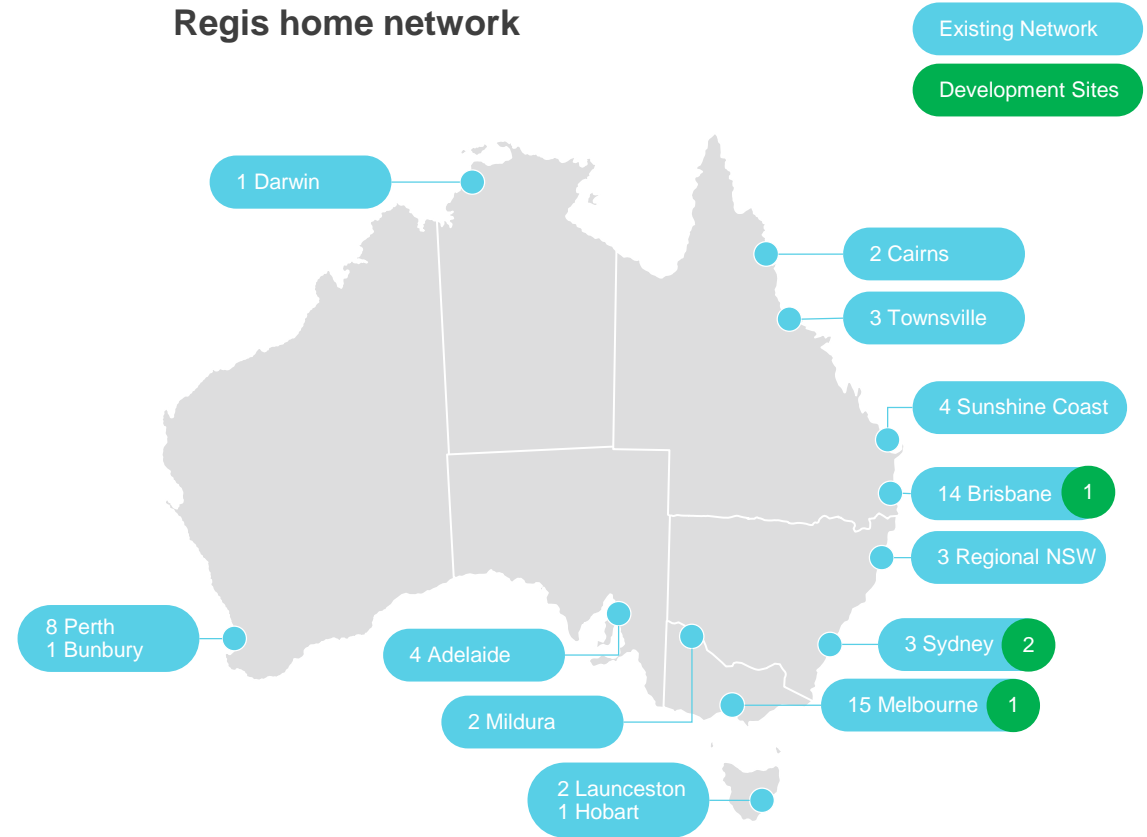 Regis home network
Existing Network
Development Sites
1 Darwin
2 Cairns
3 Townsville
4 Sunshine Coast
14 Brisbane 1
3 Regional NSW
8 Perth
1 Bunbury
4 Adelaide
3 Sydney 2
2 Mildura
15 Melbourne 1
2 Launceston
1 Hobart